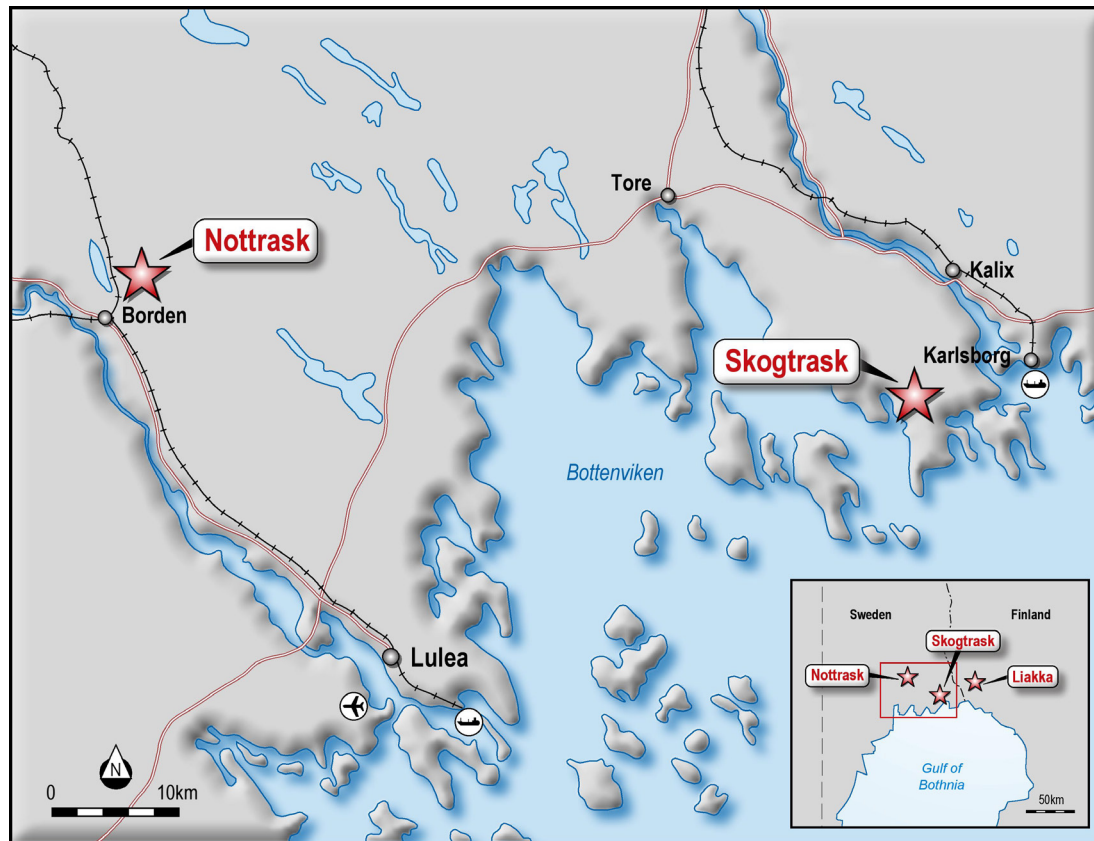 Tore
Nottrask
Kalix
Borden
Skogtrask
Karlsborg
Bottenviken
Lulea
N
0
10km
Sweden
Finland
Skogtrask
Nottrask
Liakka
Gulf of
Bothnia
50km